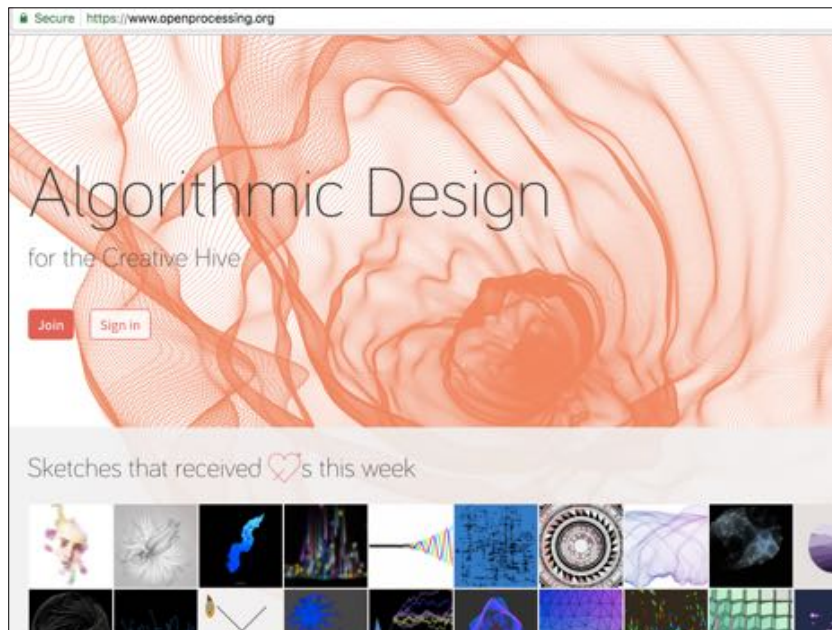 Secure | https://www.openprocessing.org
Algorithmic Design
for the Creative Hive
Join
Sign in
Sketches that received s this week